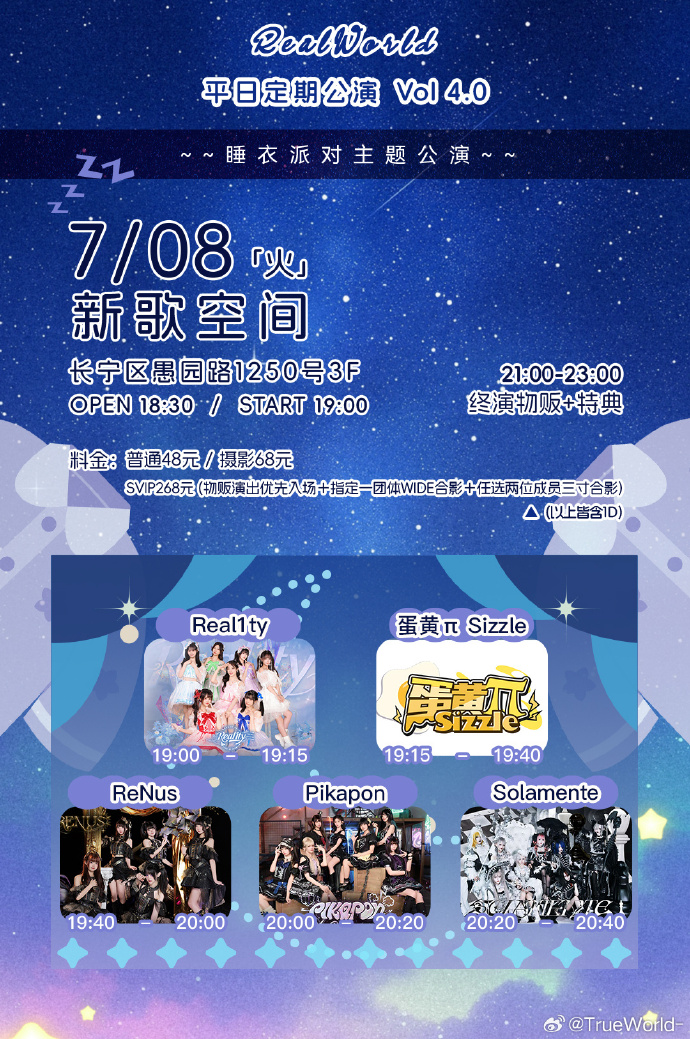 RealWorld
平日定期公演 Vol 4.0
~~睡衣派对主题公演~~
ZZ
ZZZ
7/08「火」
新歌空间
长宁区愚园路1250号3F
OPEN 18:30 / START 19:00
21:00-23:00
终演物贩+特典
料金：普通48元 / 摄影68元
SVIP268元 (物贩演出优先入场+指定一团体WIDE合影+任选两位成员三寸合影)
△ (以上皆含1D)
Real1ty
蛋黄π Sizzle
Real1ty
蛋黄π
Sizzle
19:00 - 19:15
19:15 - 19:40
ReNus
Pikapon
Solamente
RENUS
PIKAPON
SOLAMENTE
19:40 - 20:00
20:00 - 20:20
20:20 - 20:40
@TrueWorld-